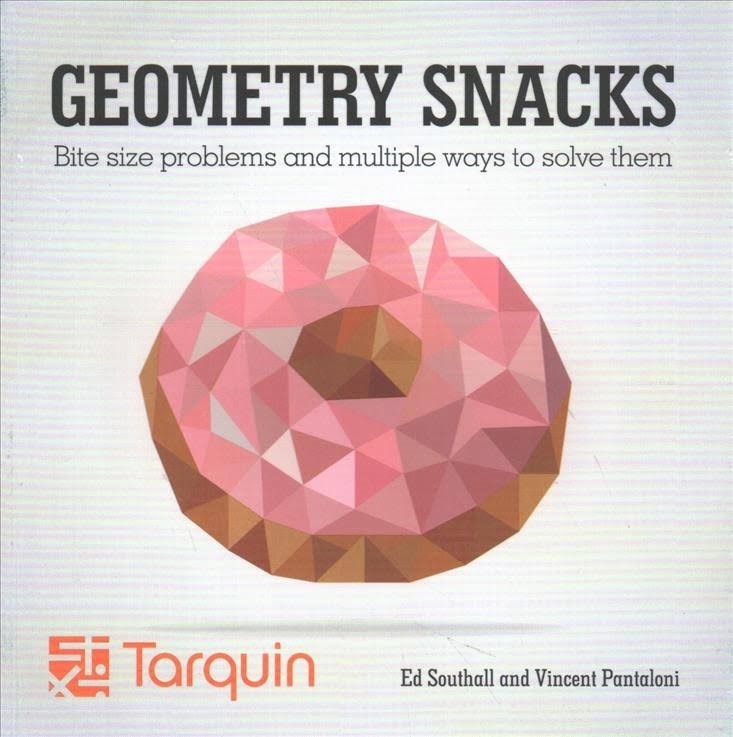 GEOMETRY SNACKS
Bite size problems and multiple ways to solve them
Tarquin
Ed Southall and Vincent Pantaloni